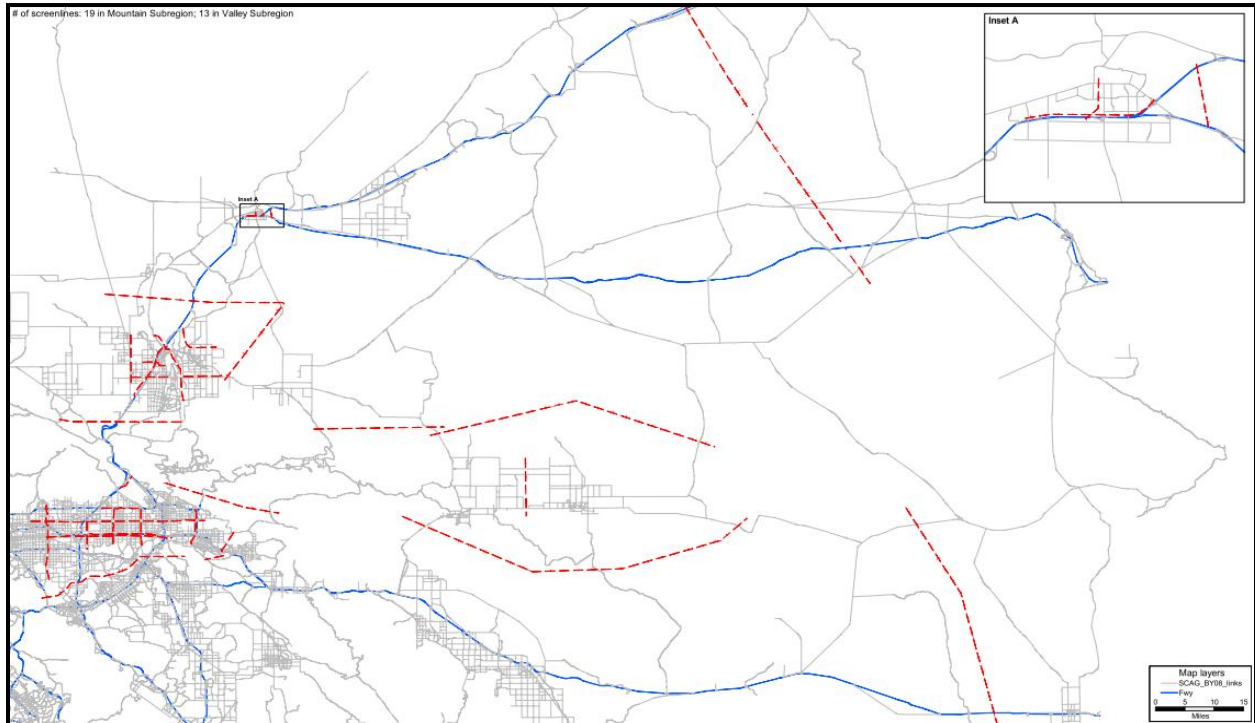 # of screenlines: 19 in Mountain Subregion; 13 in Valley Subregion
Inset A
Inset A
Map layers
SCAG_BY08_links
Fwy
0 5 10 15
Miles